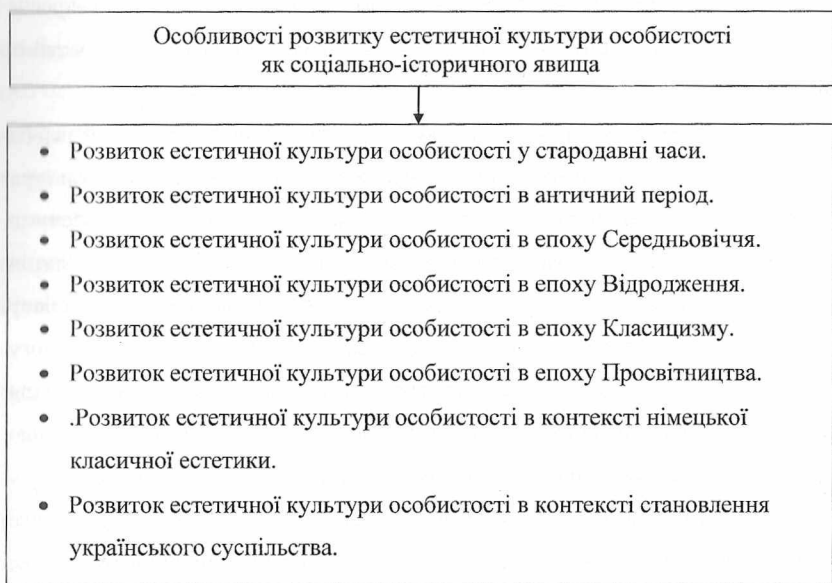 Особливості розвитку естетичної культури особистості
як соціально-історичного явища
• Розвиток естетичної культури особистості у стародавні часи.
• Розвиток естетичної культури особистості в античний період.
• Розвиток естетичної культури особистості в епоху Середньовіччя.
• Розвиток естетичної культури особистості в епоху Відродження.
• Розвиток естетичної культури особистості в епоху Класицизму.
• Розвиток естетичної культури особистості в епоху Просвітництва.
• .Розвиток естетичної культури особистості в контексті німецької
класичної естетики.
• Розвиток естетичної культури особистості в контексті становлення
українського суспільства.